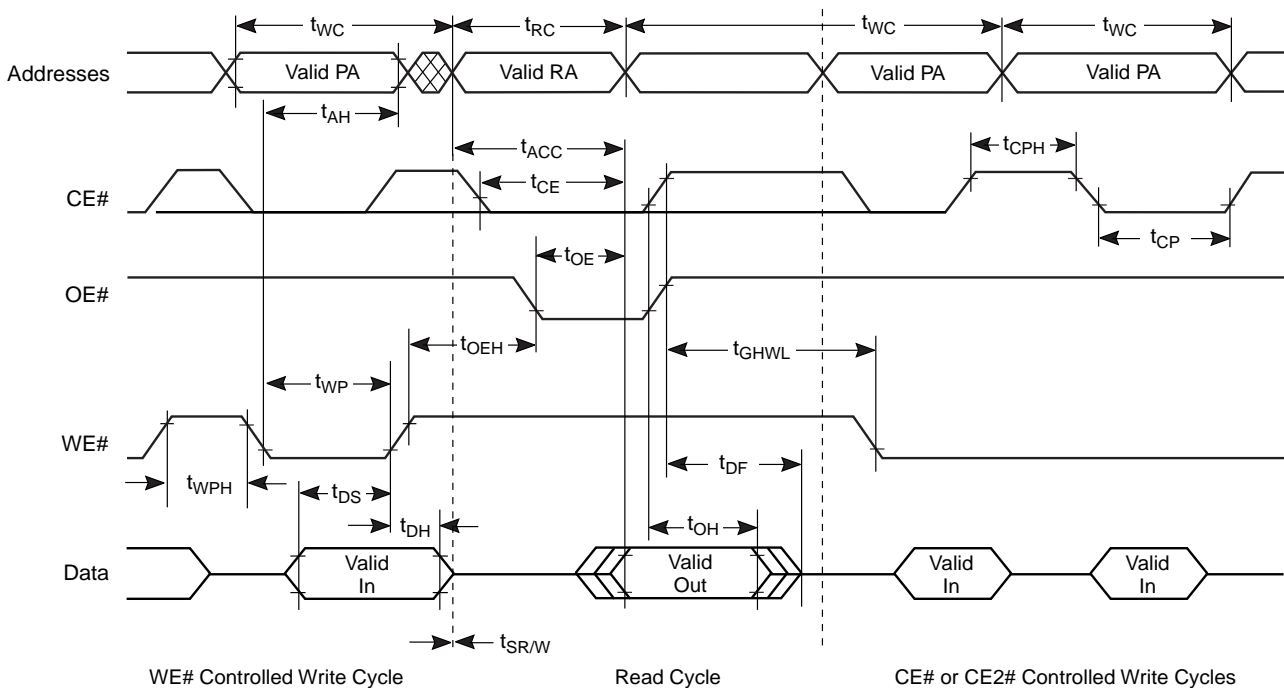 tWC tRC tWC tWC
Addresses Valid PA Valid RA Valid PA Valid PA
tAH
tACC
tCPH
CE#
tCE
tCP
tOE
OE#
tOEH
tGHWL
tWP
WE#
tDF
tWPH
tDS
tDH
tOH
Data
Valid
In
Valid
Out
Valid
In
Valid
In
tSR/W
WE# Controlled Write Cycle
Read Cycle
CE# or CE2# Controlled Write Cycles